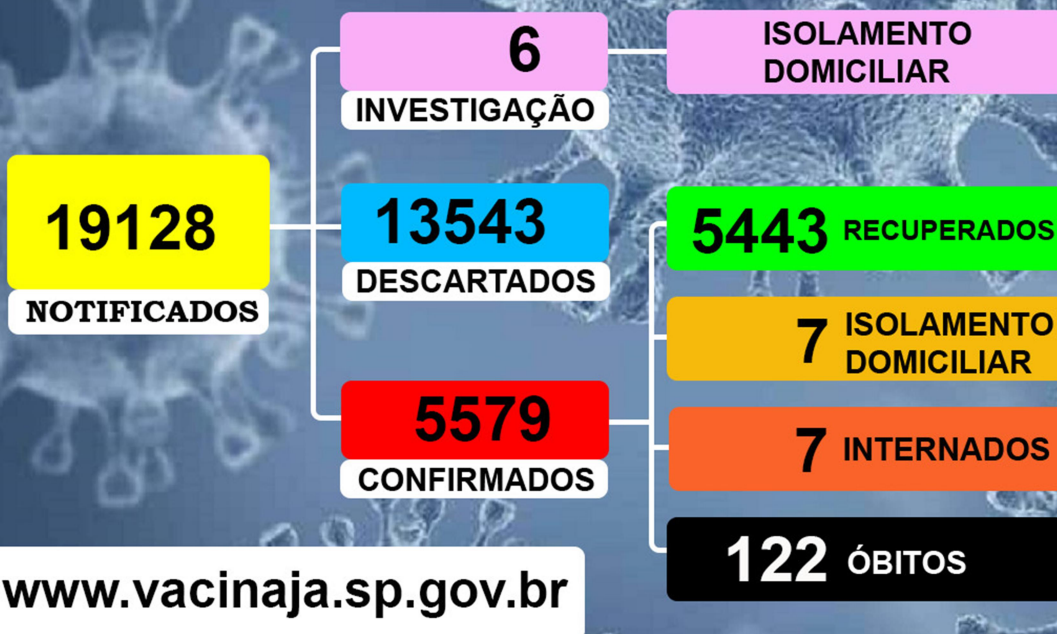 19128
NOTIFICADOS
6
INVESTIGAÇÃO
ISOLAMENTO
DOMICILIAR
13543
DESCARTADOS
5579
CONFIRMADOS
5443 RECUPERADOS
7 ISOLAMENTO
DOMICILIAR
7 INTERNADOS
122 ÓBITOS
www.vacinaja.sp.gov.br